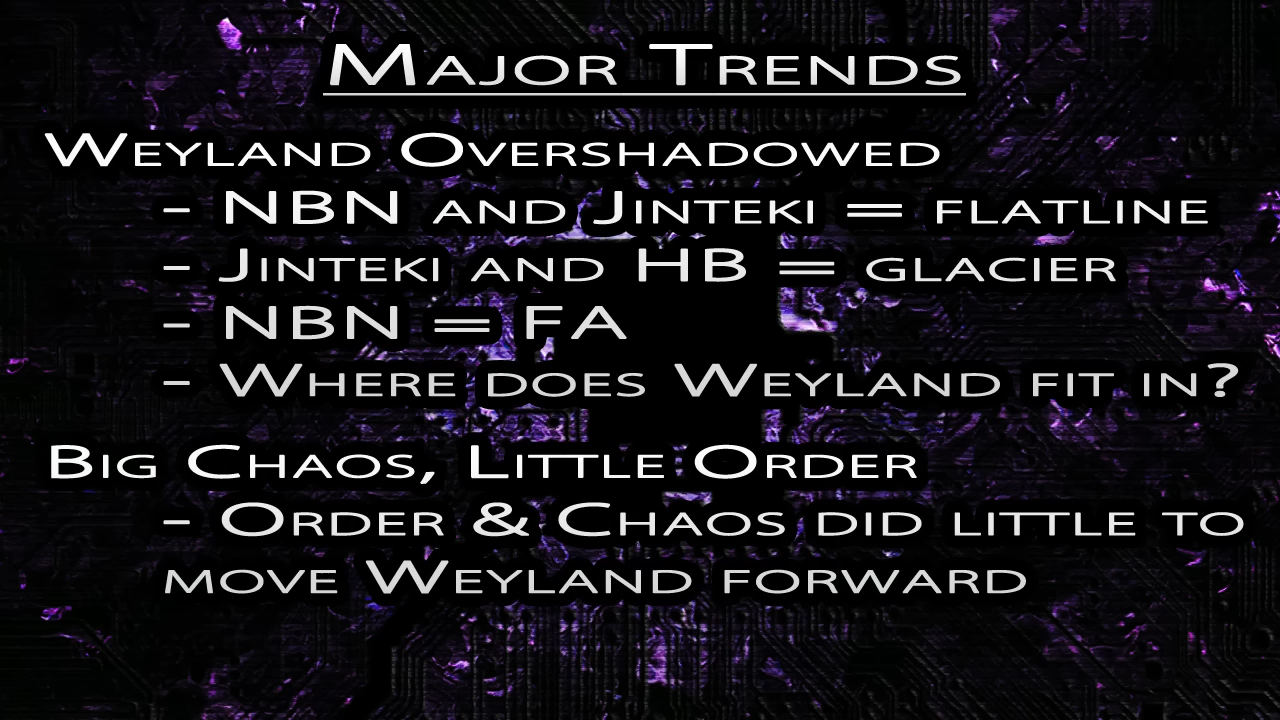 Major Trends
Weyland Overshadowed
– NBN and Jinteki = flatline
– Jinteki and HB = glacier
– NBN = FA
– Where does Weyland fit in?
Big Chaos, Little Order
– Order & Chaos did little to
move Weyland forward